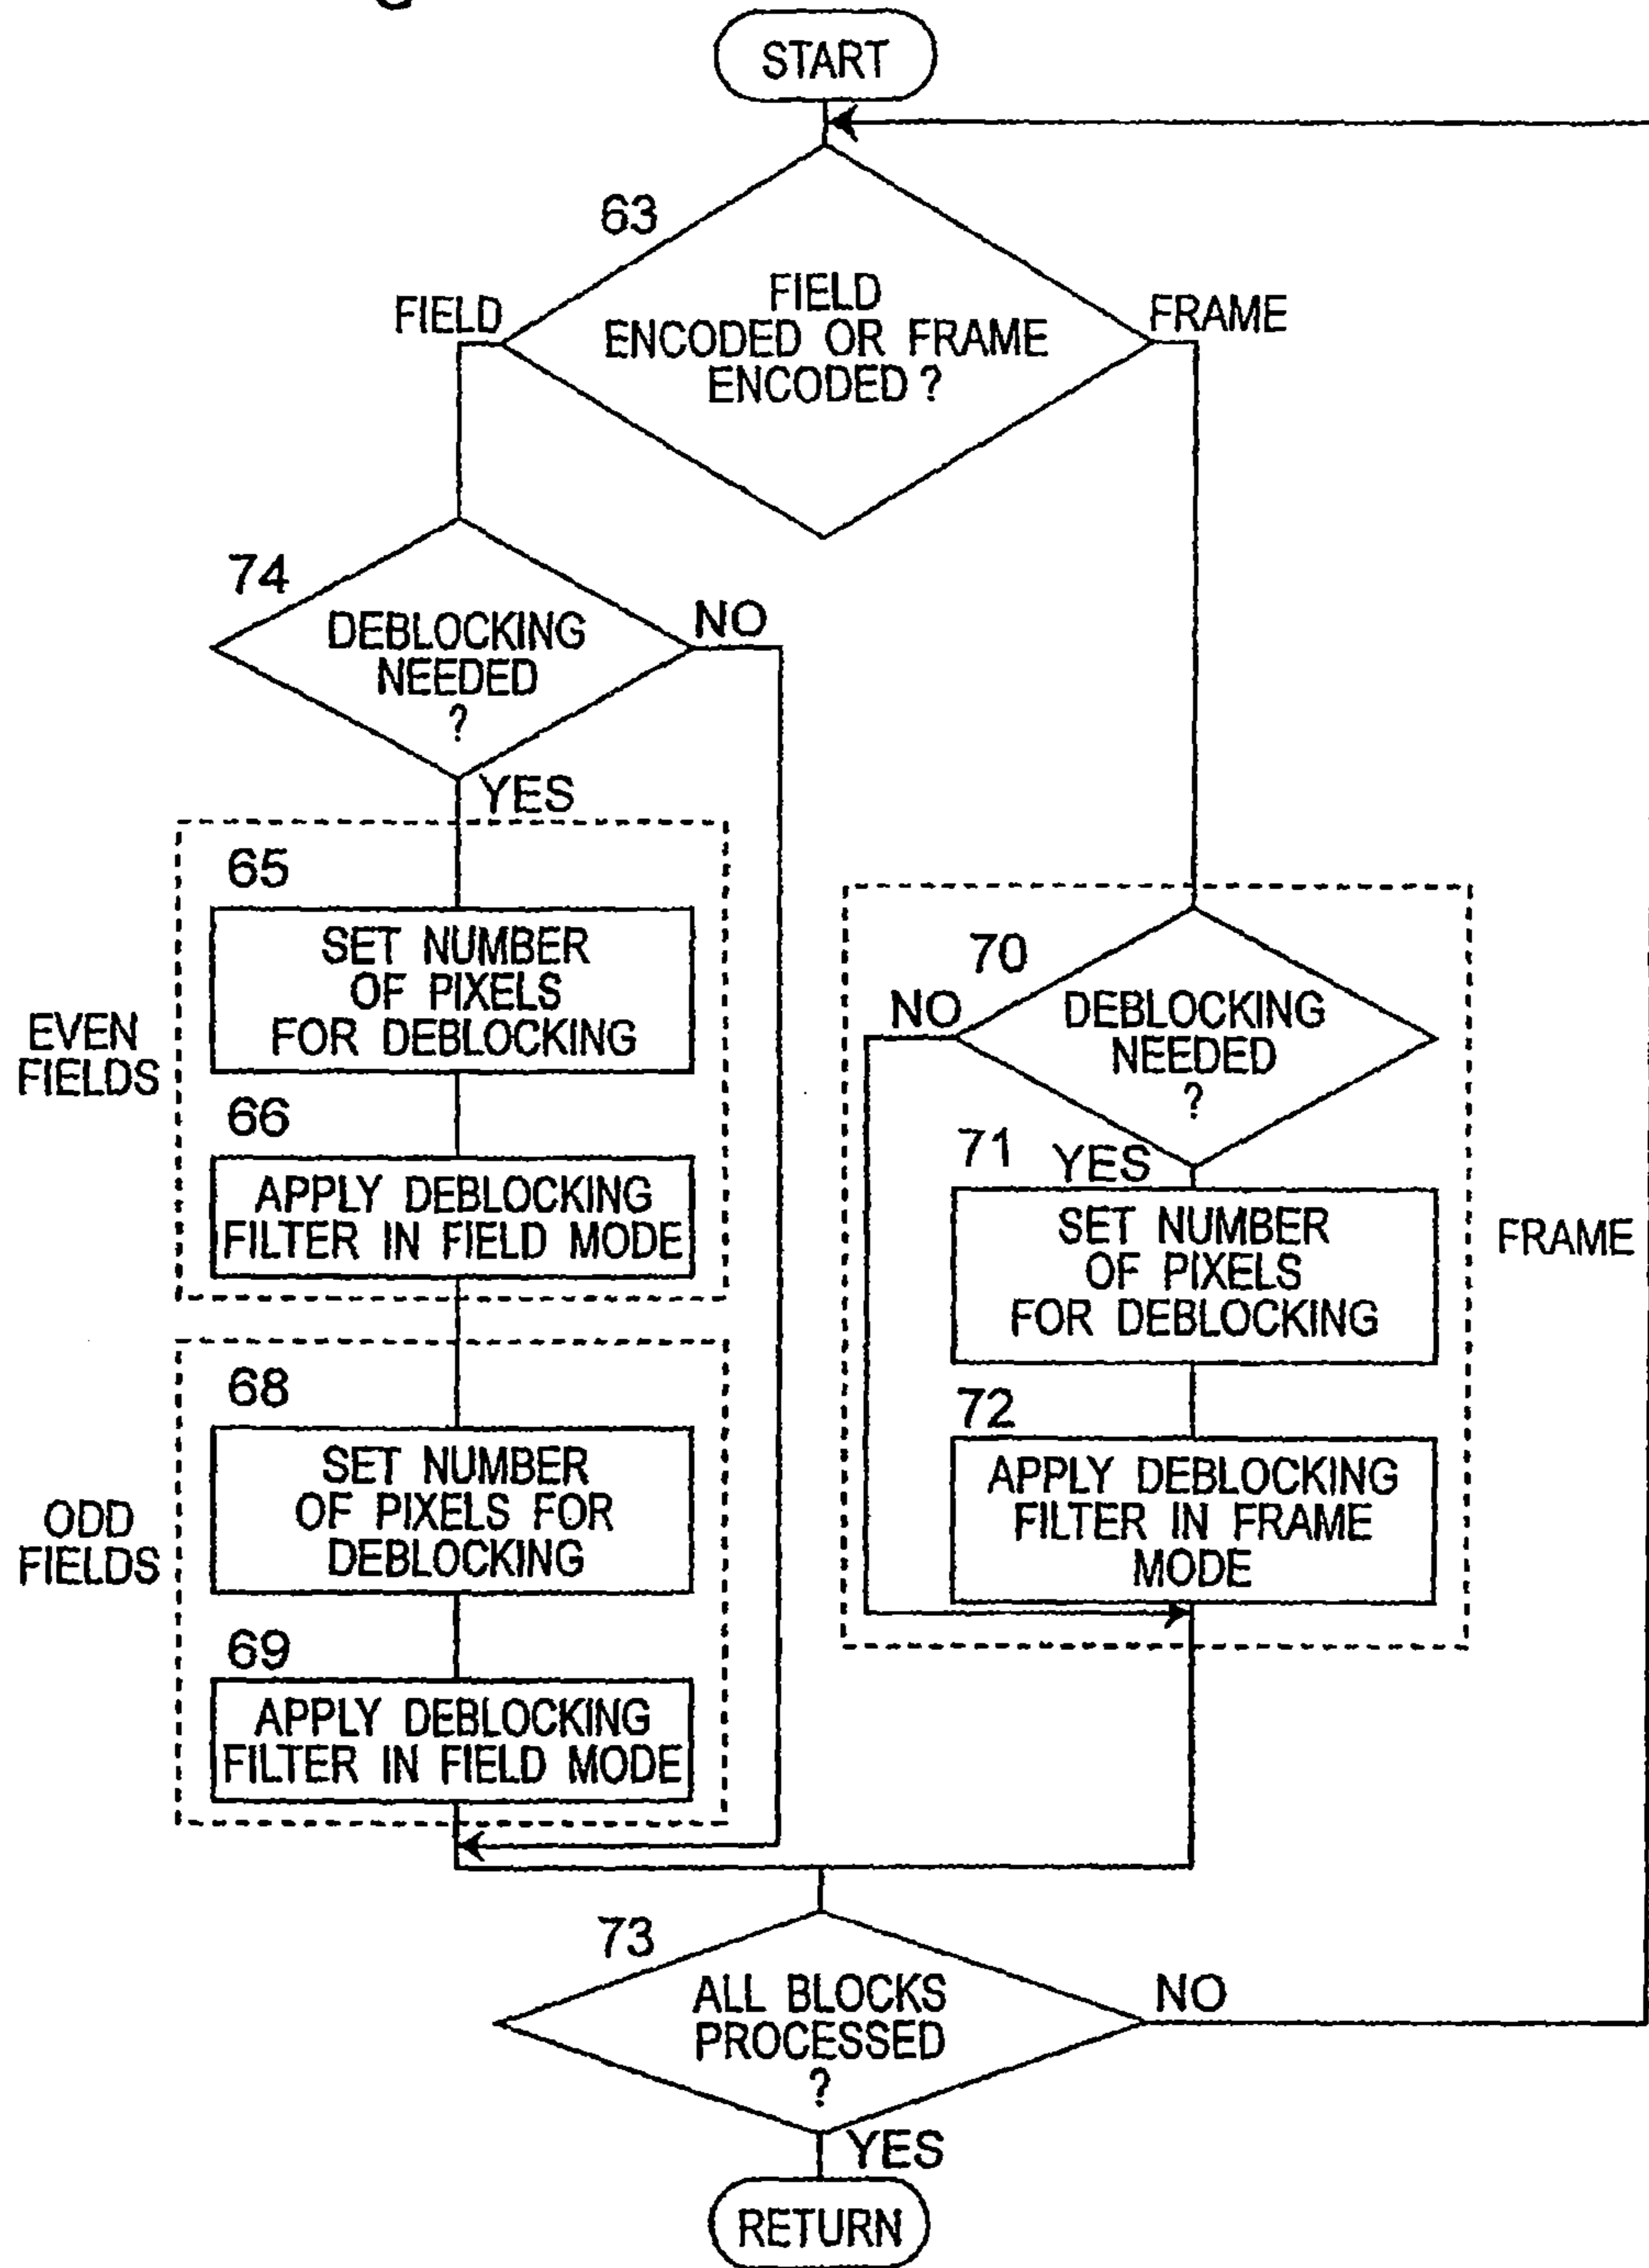 START
63
FIELD
ENCODED OR FRAME
ENCODED ?
FIELD
FRAME
74
DEBLOCKING
NEEDED
?
NO
YES
65
SET NUMBER
OF PIXELS
FOR DEBLOCKING
EVEN
FIELDS
66
APPLY DEBLOCKING
FILTER IN FIELD MODE
68
SET NUMBER
OF PIXELS FOR
DEBLOCKING
ODD
FIELDS
69
APPLY DEBLOCKING
FILTER IN FIELD MODE
70
NO
DEBLOCKING
NEEDED
?
71
YES
SET NUMBER
OF PIXELS
FOR DEBLOCKING
FRAME
72
APPLY DEBLOCKING
FILTER IN FRAME
MODE
73
ALL BLOCKS
PROCESSED
?
NO
YES
RETURN